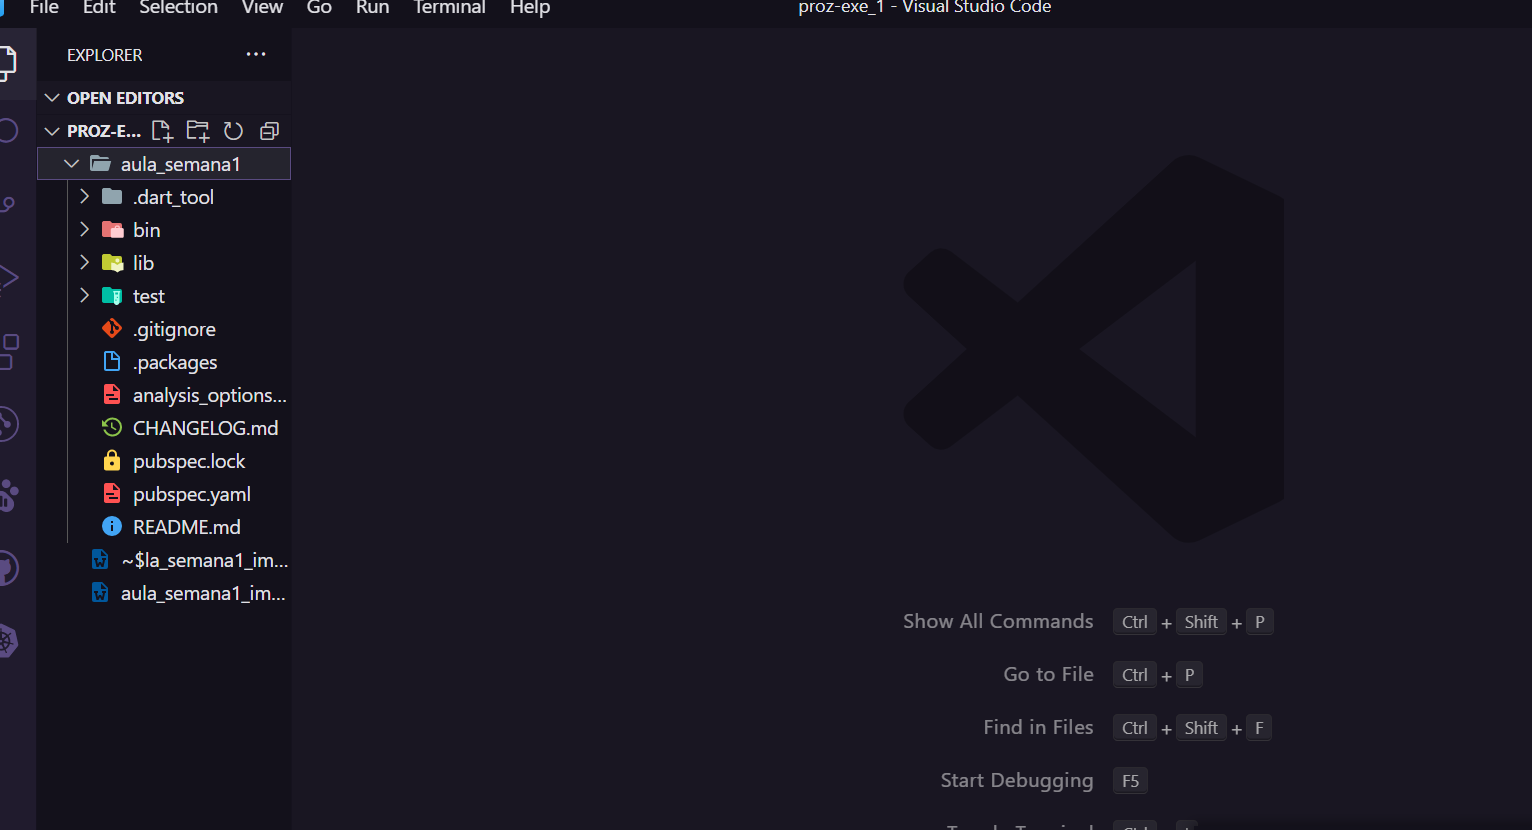 File Edit Selection View Go Run Terminal Help
proz-exe_1 - Visual Studio Code
EXPLORER
OPEN EDITORS
PROZ-E...
aula_semana1
.dart_tool
bin
lib
test
.gitignore
.packages
analysis_options...
CHANGELOG.md
pubspec.lock
pubspec.yaml
README.md
~$la_semana1_im...
aula_semana1_im...
Show All Commands Ctrl + Shift + P
Go to File Ctrl + P
Find in Files Ctrl + Shift + F
Start Debugging F5